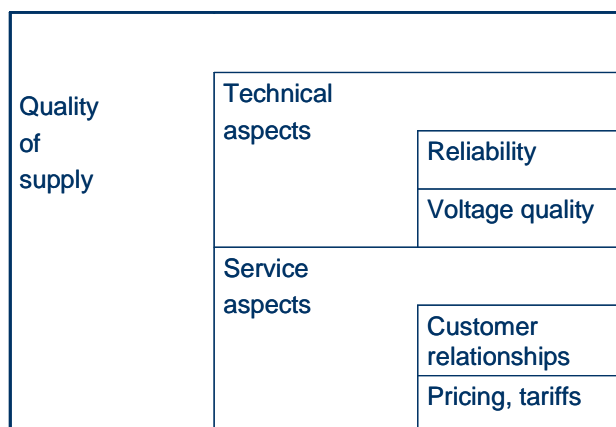 Quality
of
supply
Technical
aspects
Reliability
Voltage quality
Service
aspects
Customer
relationships
Pricing, tariffs